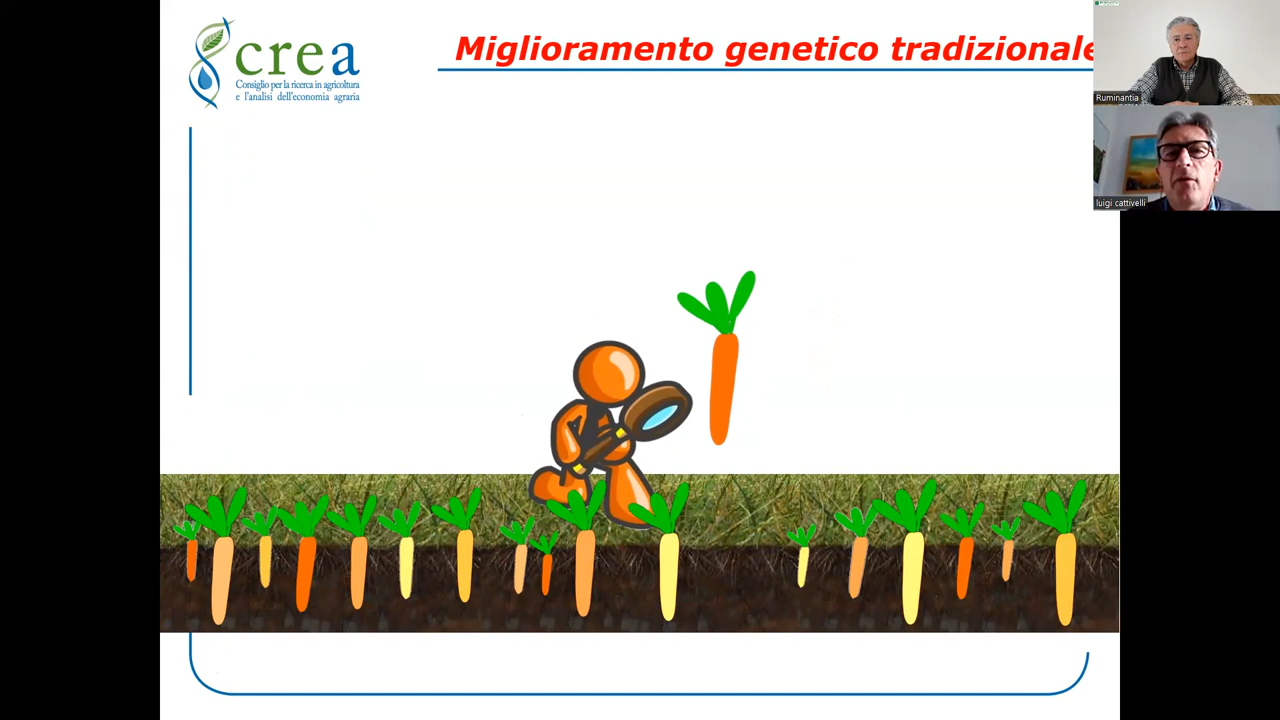 crea
Consiglio per la ricerca in agricoltura
e l'analisi dell'economia agraria
Miglioramento genetico tradizionale
Ruminantia
luigi cattivelli